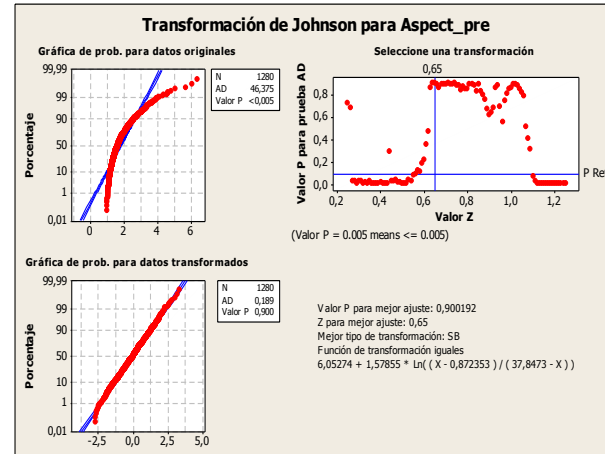 Transformación de Johnson para Aspect_pre
Gráfica de prob. para datos originales
Porcentaje
99,99
99
90
50
10
1
0,01
0 2 4 6
N 1280
AD 46,375
Valor P <0,005
Seleccione una transformación
0,65
Valor P para prueba AD
0,8
0,6
0,4
0,2
0,0
P Ref
0,2 0,4 0,6 0,8 1,0 1,2
Valor Z
(Valor P = 0.005 means <= 0.005)
Gráfica de prob. para datos transformados
Porcentaje
99,99
99
90
50
10
1
0,01
-2,5 0,0 2,5 5,0
N 1280
AD 0,189
Valor P 0,900
Valor P para mejor ajuste: 0,900192
Z para mejor ajuste: 0,65
Mejor tipo de transformación: SB
Función de transformación iguales
6,05274 + 1,57855 * Ln( ( X - 0,872353 ) / ( 37,8473 - X ) )